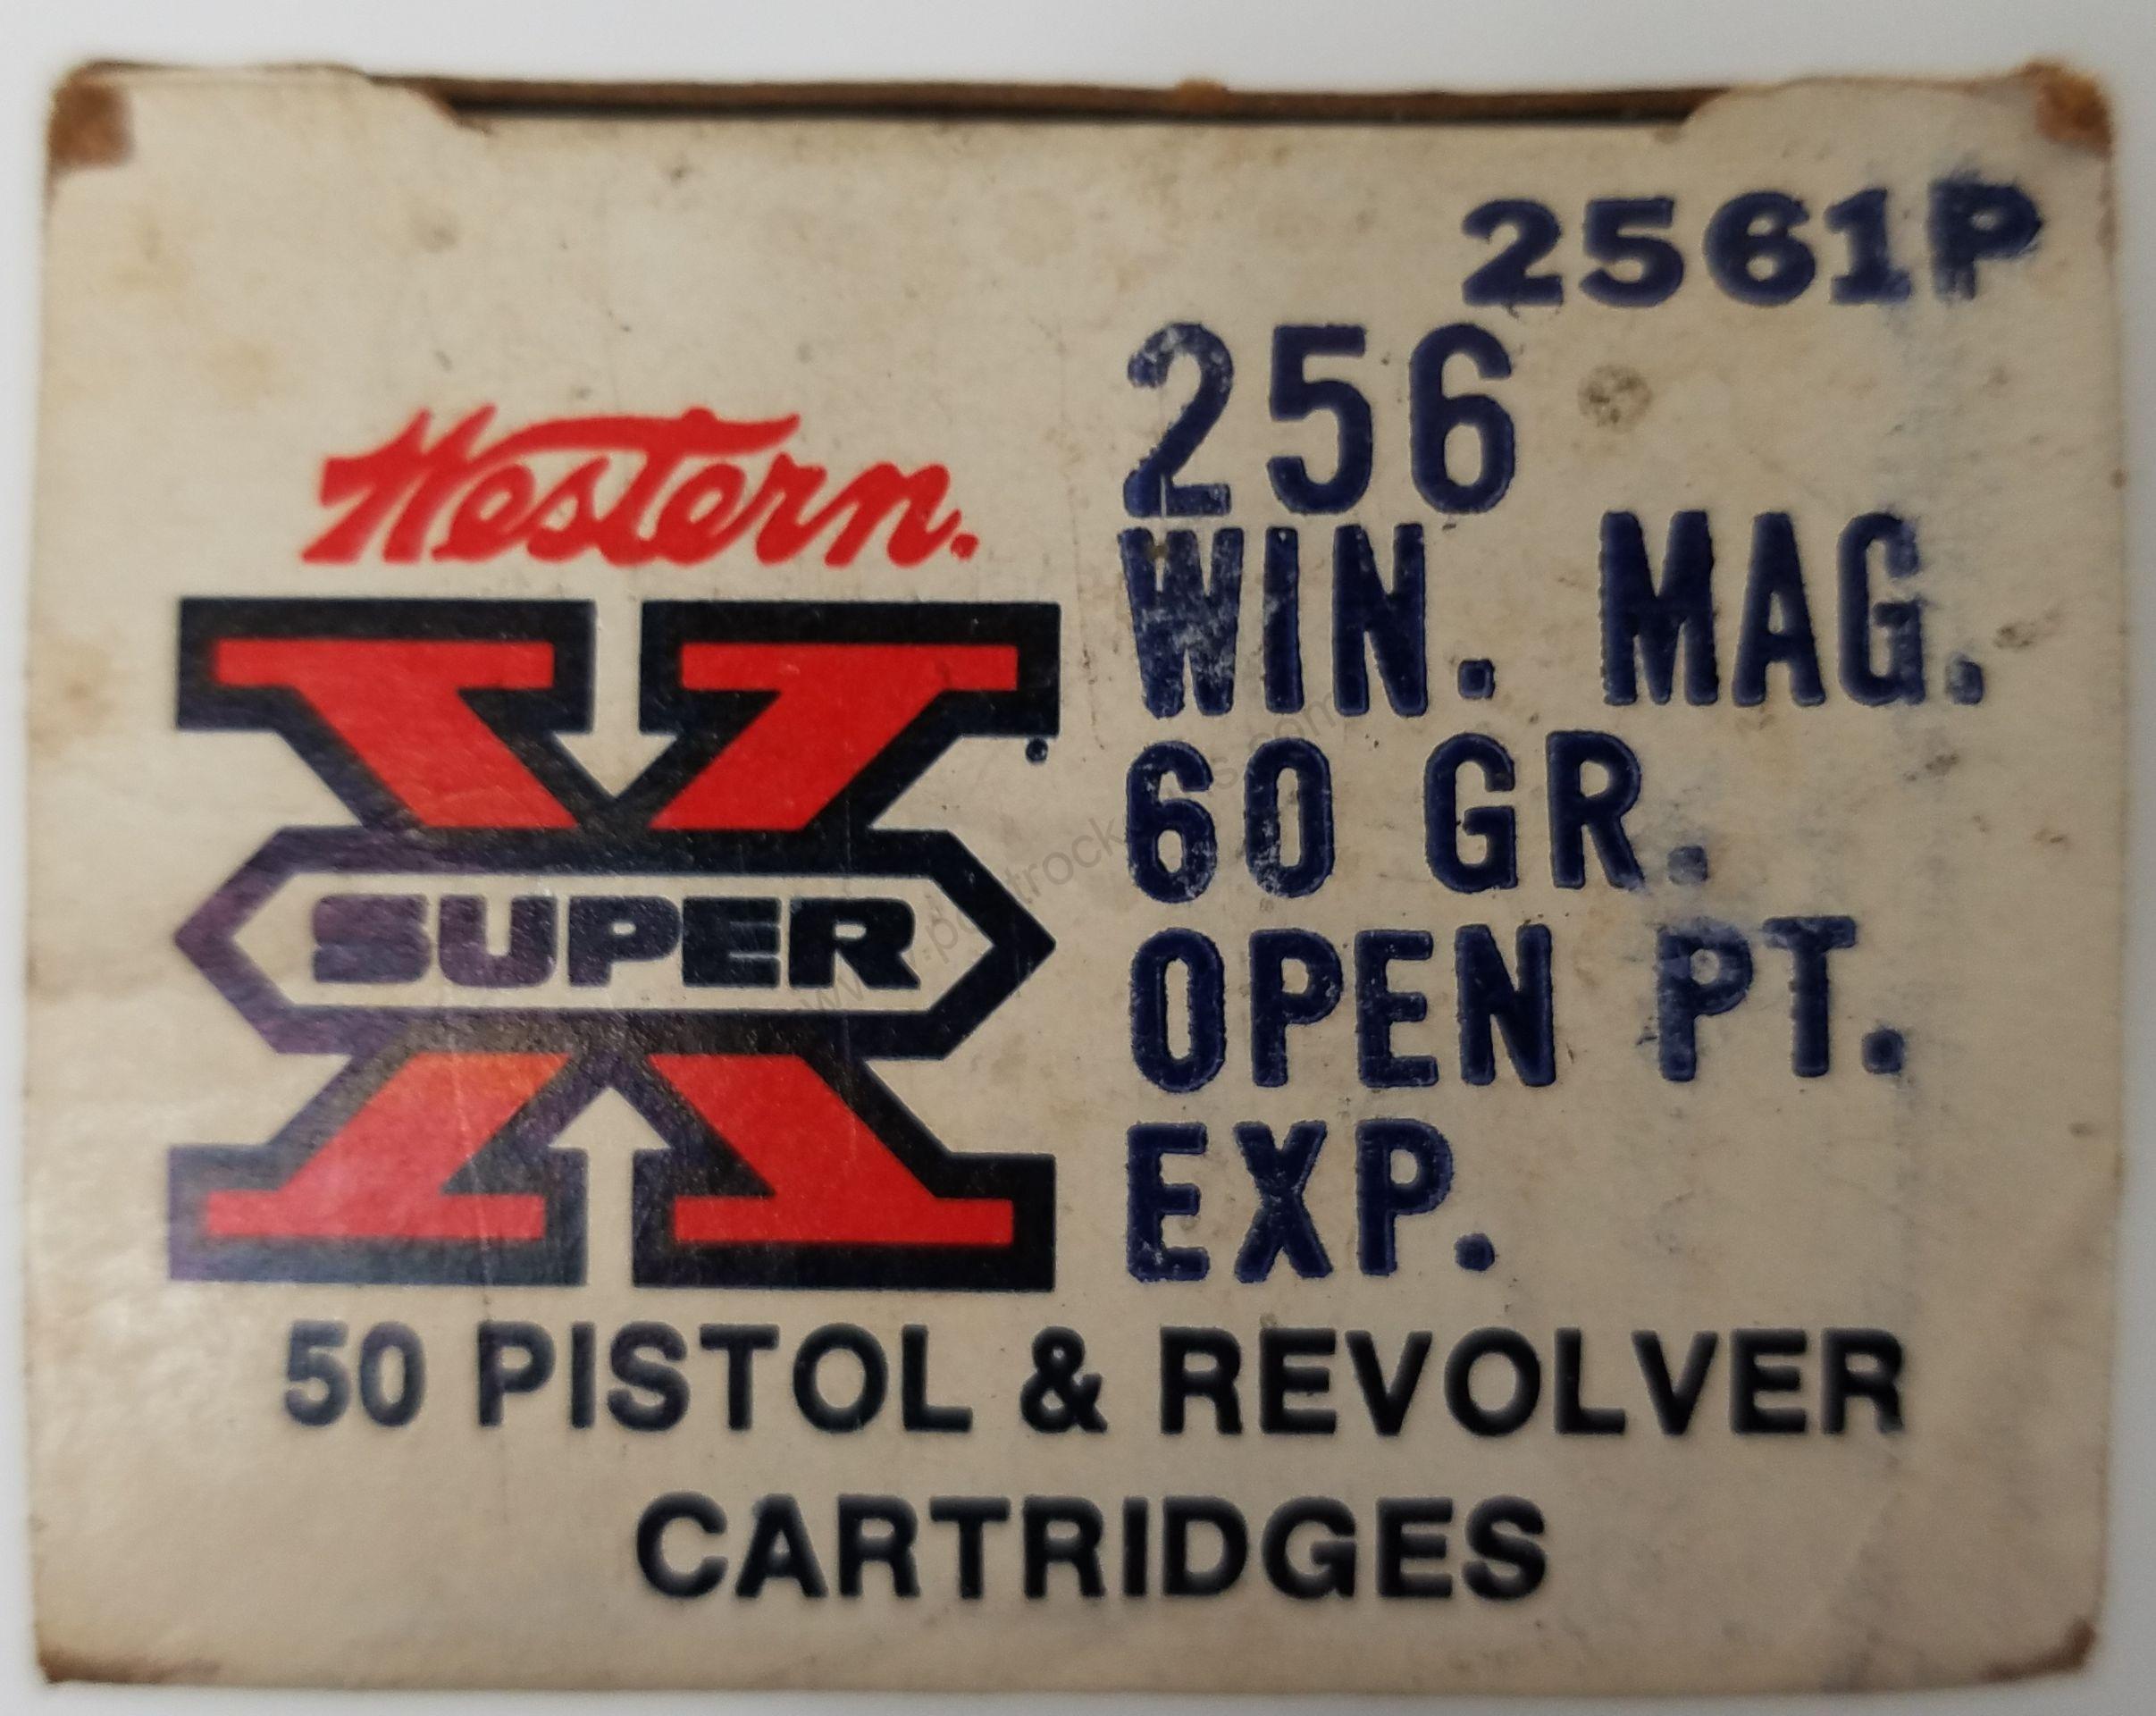 2561P
Western.
SUPER X
256
WIN. MAG.
60 GR.
OPEN PT.
EXP.
50 PISTOL & REVOLVER
CARTRIDGES